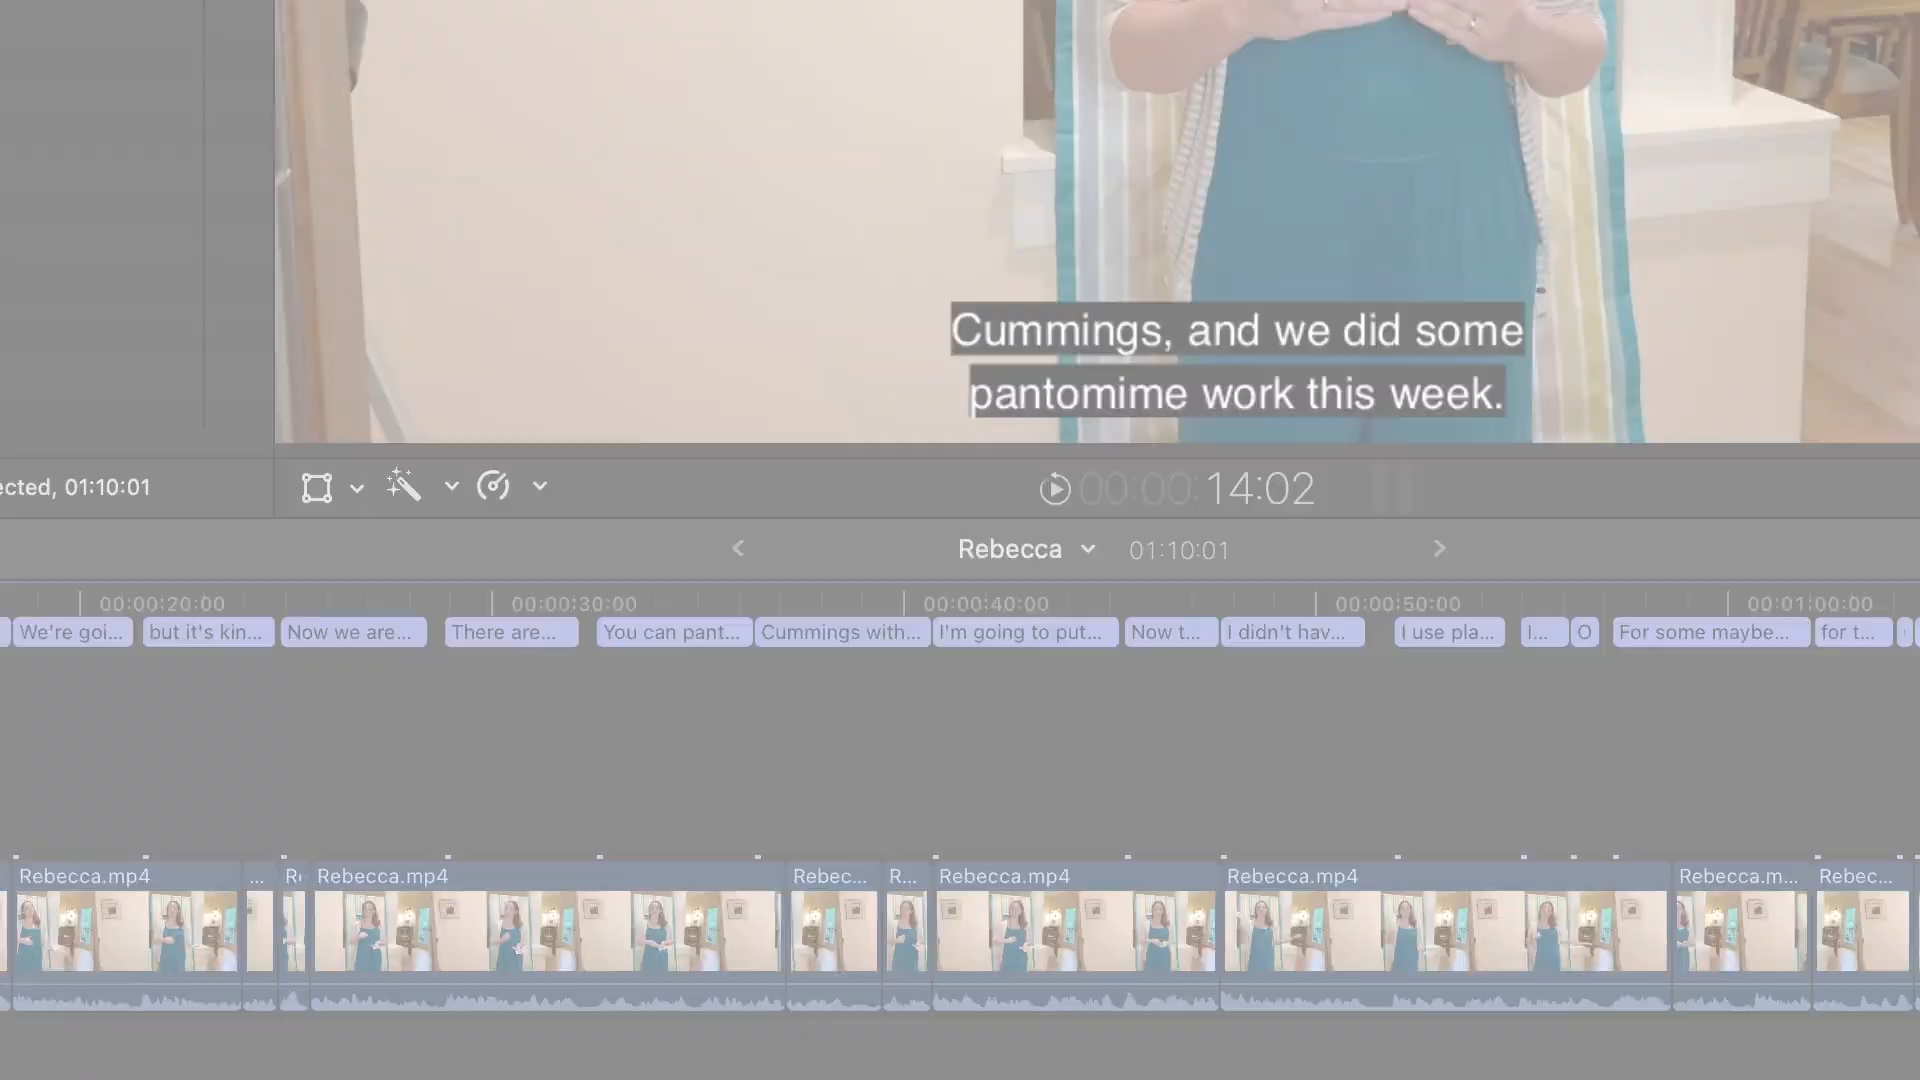 Cummings, and we did some
pantomime work this week.
ected, 01:10:01
00:00:14:02
Rebecca 01:10:01
00:00:20:00 00:00:30:00 00:00:40:00 00:00:50:00 00:01:00:00
We're goi... but it's kin... Now we are... There are... You can pant... Cummings with... I'm going to put... Now t... I didn't hav... I use pla... I... O For some maybe... for t...
Rebecca.mp4 ... R Rebecca.mp4 Rebec... R... Rebecca.mp4 Rebecca.mp4 Rebecca.m... Rebec...